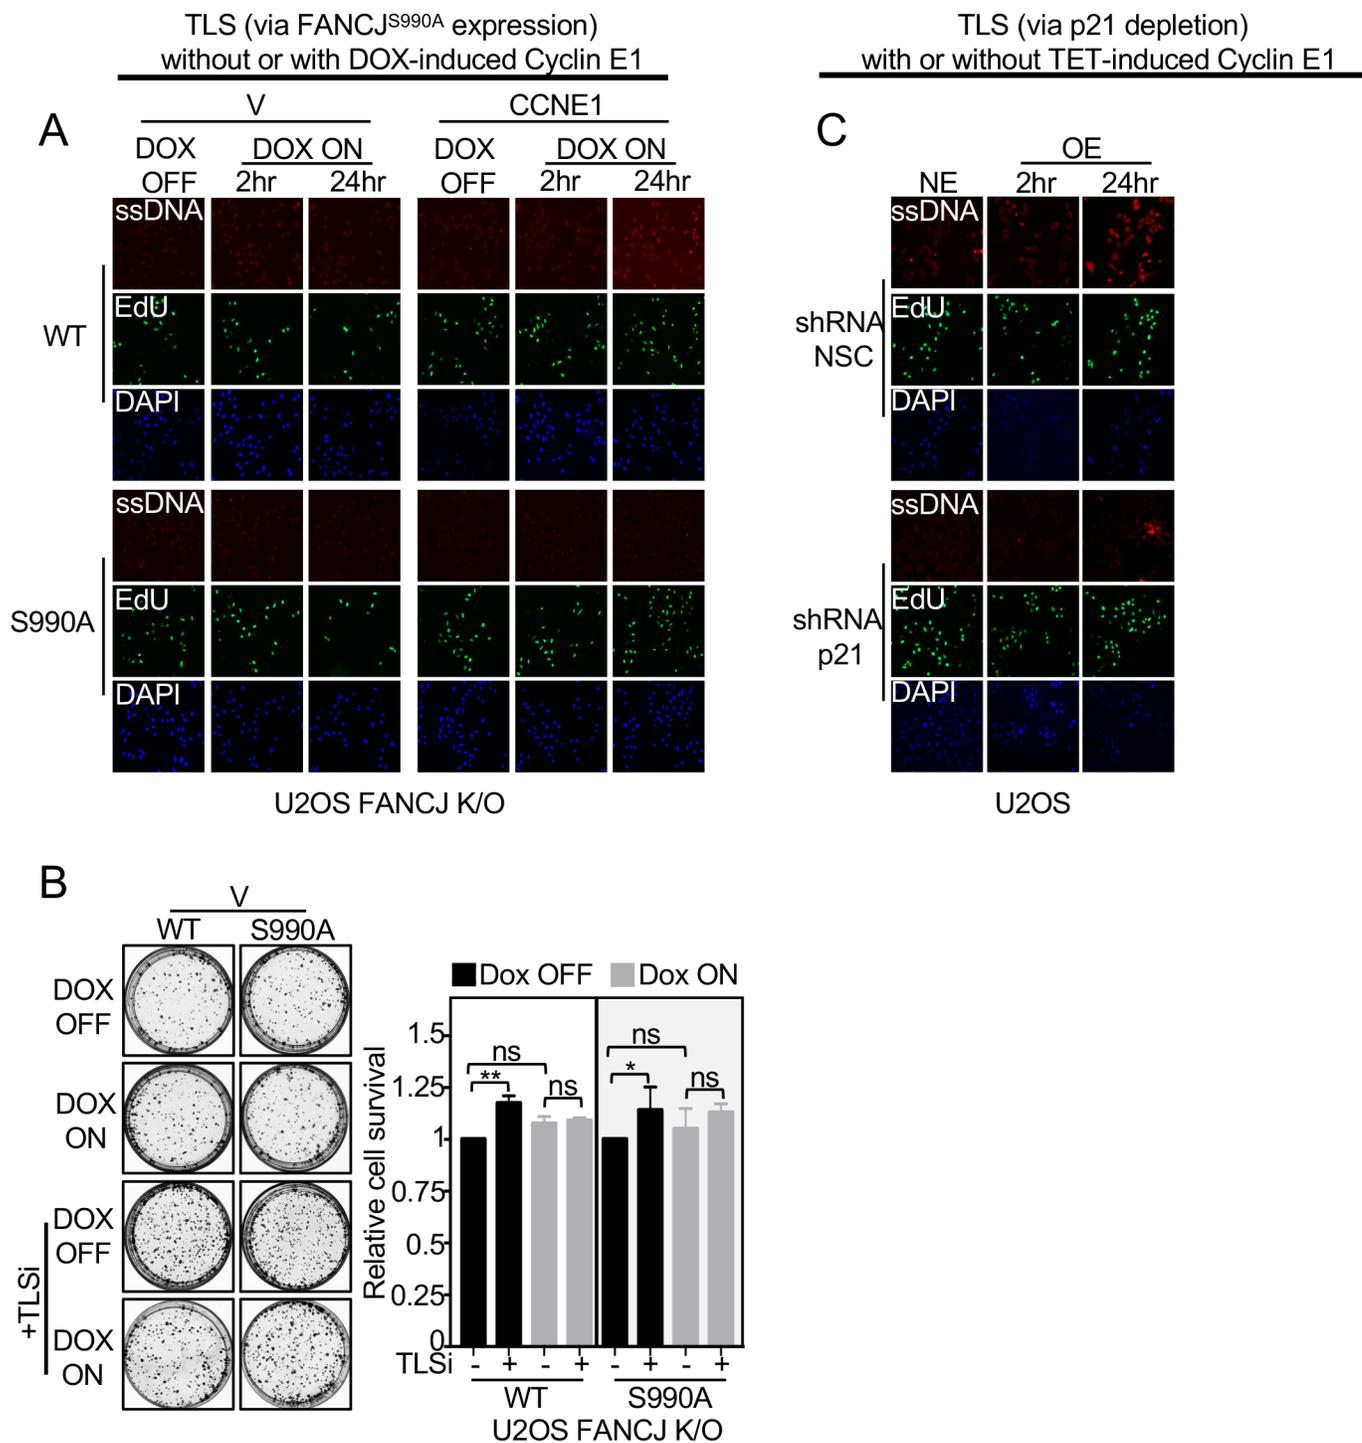 TLS (via FANCJS990A expression)
without or with DOX-induced Cyclin E1
TLS (via p21 depletion)
with or without TET-induced Cyclin E1
A
V
CCNE1
DOX
OFF
DOX ON
2hr
24hr
DOX
OFF
DOX ON
2hr
24hr
WT
ssDNA
EdU
DAPI
S990A
ssDNA
EdU
DAPI
U2OS FANCJ K/O
C
OE
NE
2hr
24hr
shRNA
NSC
ssDNA
EdU
DAPI
shRNA
p21
ssDNA
EdU
DAPI
U2OS
B
V
WT
S990A
DOX
OFF
DOX
ON
+TLSi
DOX
OFF
DOX
ON
Dox OFF
Dox ON
Relative cell survival
1.5
1.25
1
0.75
0.5
0.25
0
ns
**
ns
ns
*
ns
TLSi - + - + - + - +
WT
S990A
U2OS FANCJ K/O